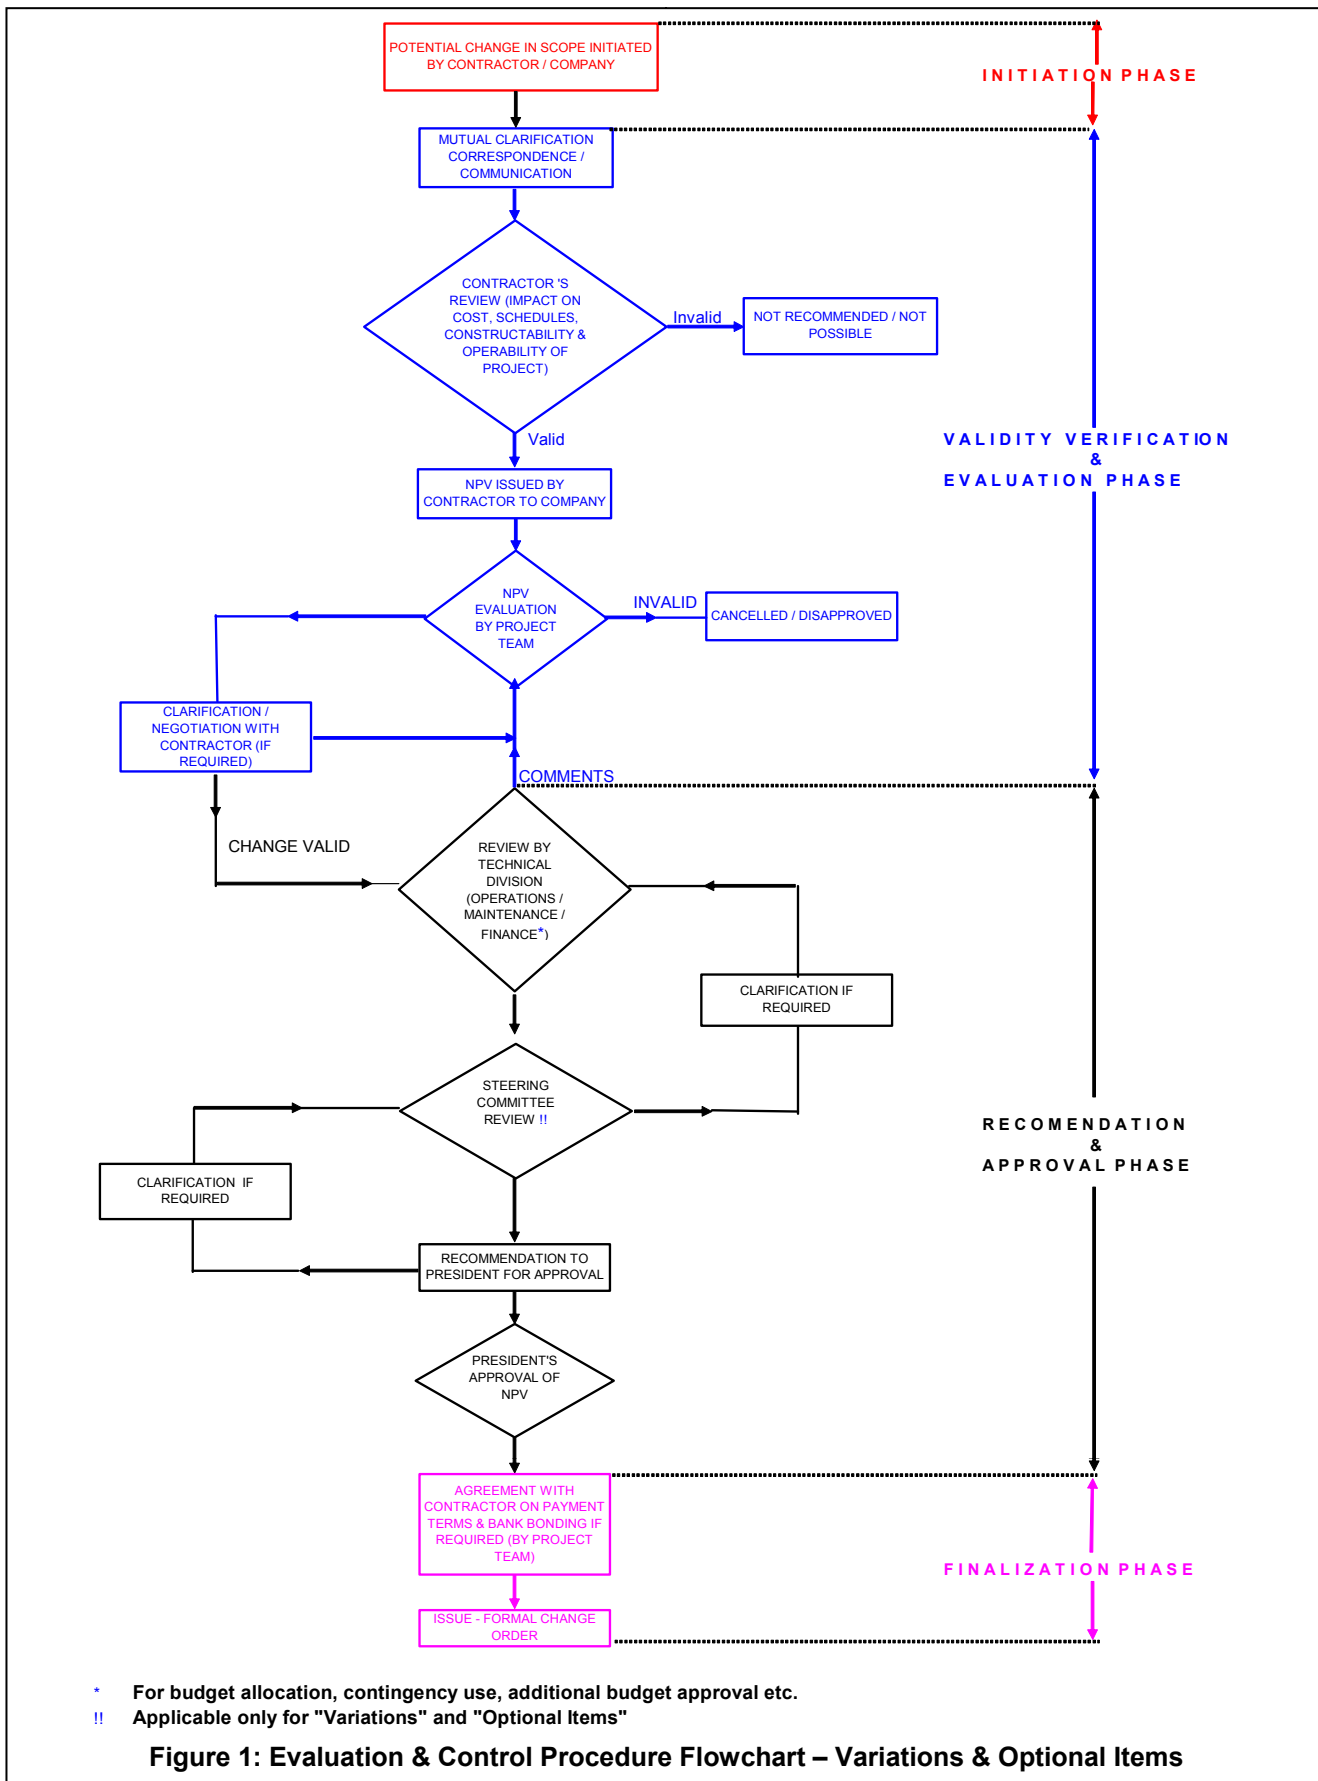 POTENTIAL CHANGE IN SCOPE INITIATED
BY CONTRACTOR / COMPANY
INITIATION PHASE
MUTUAL CLARIFICATION
CORRESPONDENCE /
COMMUNICATION
CONTRACTOR 'S
REVIEW (IMPACT ON
COST, SCHEDULES,
CONSTRUCTABILITY &
OPERABILITY OF
PROJECT)
Invalid
NOT RECOMMENDED / NOT
POSSIBLE
Valid
VALIDITY VERIFICATION
&
EVALUATION PHASE
NPV ISSUED BY
CONTRACTOR TO COMPANY
NPV
EVALUATION
BY PROJECT
TEAM
INVALID
CANCELLED / DISAPPROVED
CLARIFICATION /
NEGOTIATION WITH
CONTRACTOR (IF
REQUIRED)
COMMENTS
CHANGE VALID
REVIEW BY
TECHNICAL
DIVISION
(OPERATIONS /
MAINTENANCE /
FINANCE*)
CLARIFICATION IF
REQUIRED
STEERING
COMMITTEE
REVIEW !!
RECOMENDATION
&
APPROVAL PHASE
CLARIFICATION IF
REQUIRED
RECOMMENDATION TO
PRESIDENT FOR APPROVAL
PRESIDENT'S
APPROVAL OF
NPV
AGREEMENT WITH
CONTRACTOR ON PAYMENT
TERMS & BANK BONDING IF
REQUIRED (BY PROJECT
TEAM)
FINALIZATION PHASE
ISSUE - FORMAL CHANGE
ORDER
* For budget allocation, contingency use, additional budget approval etc.
!! Applicable only for "Variations" and "Optional Items"
Figure 1: Evaluation & Control Procedure Flowchart – Variations & Optional Items